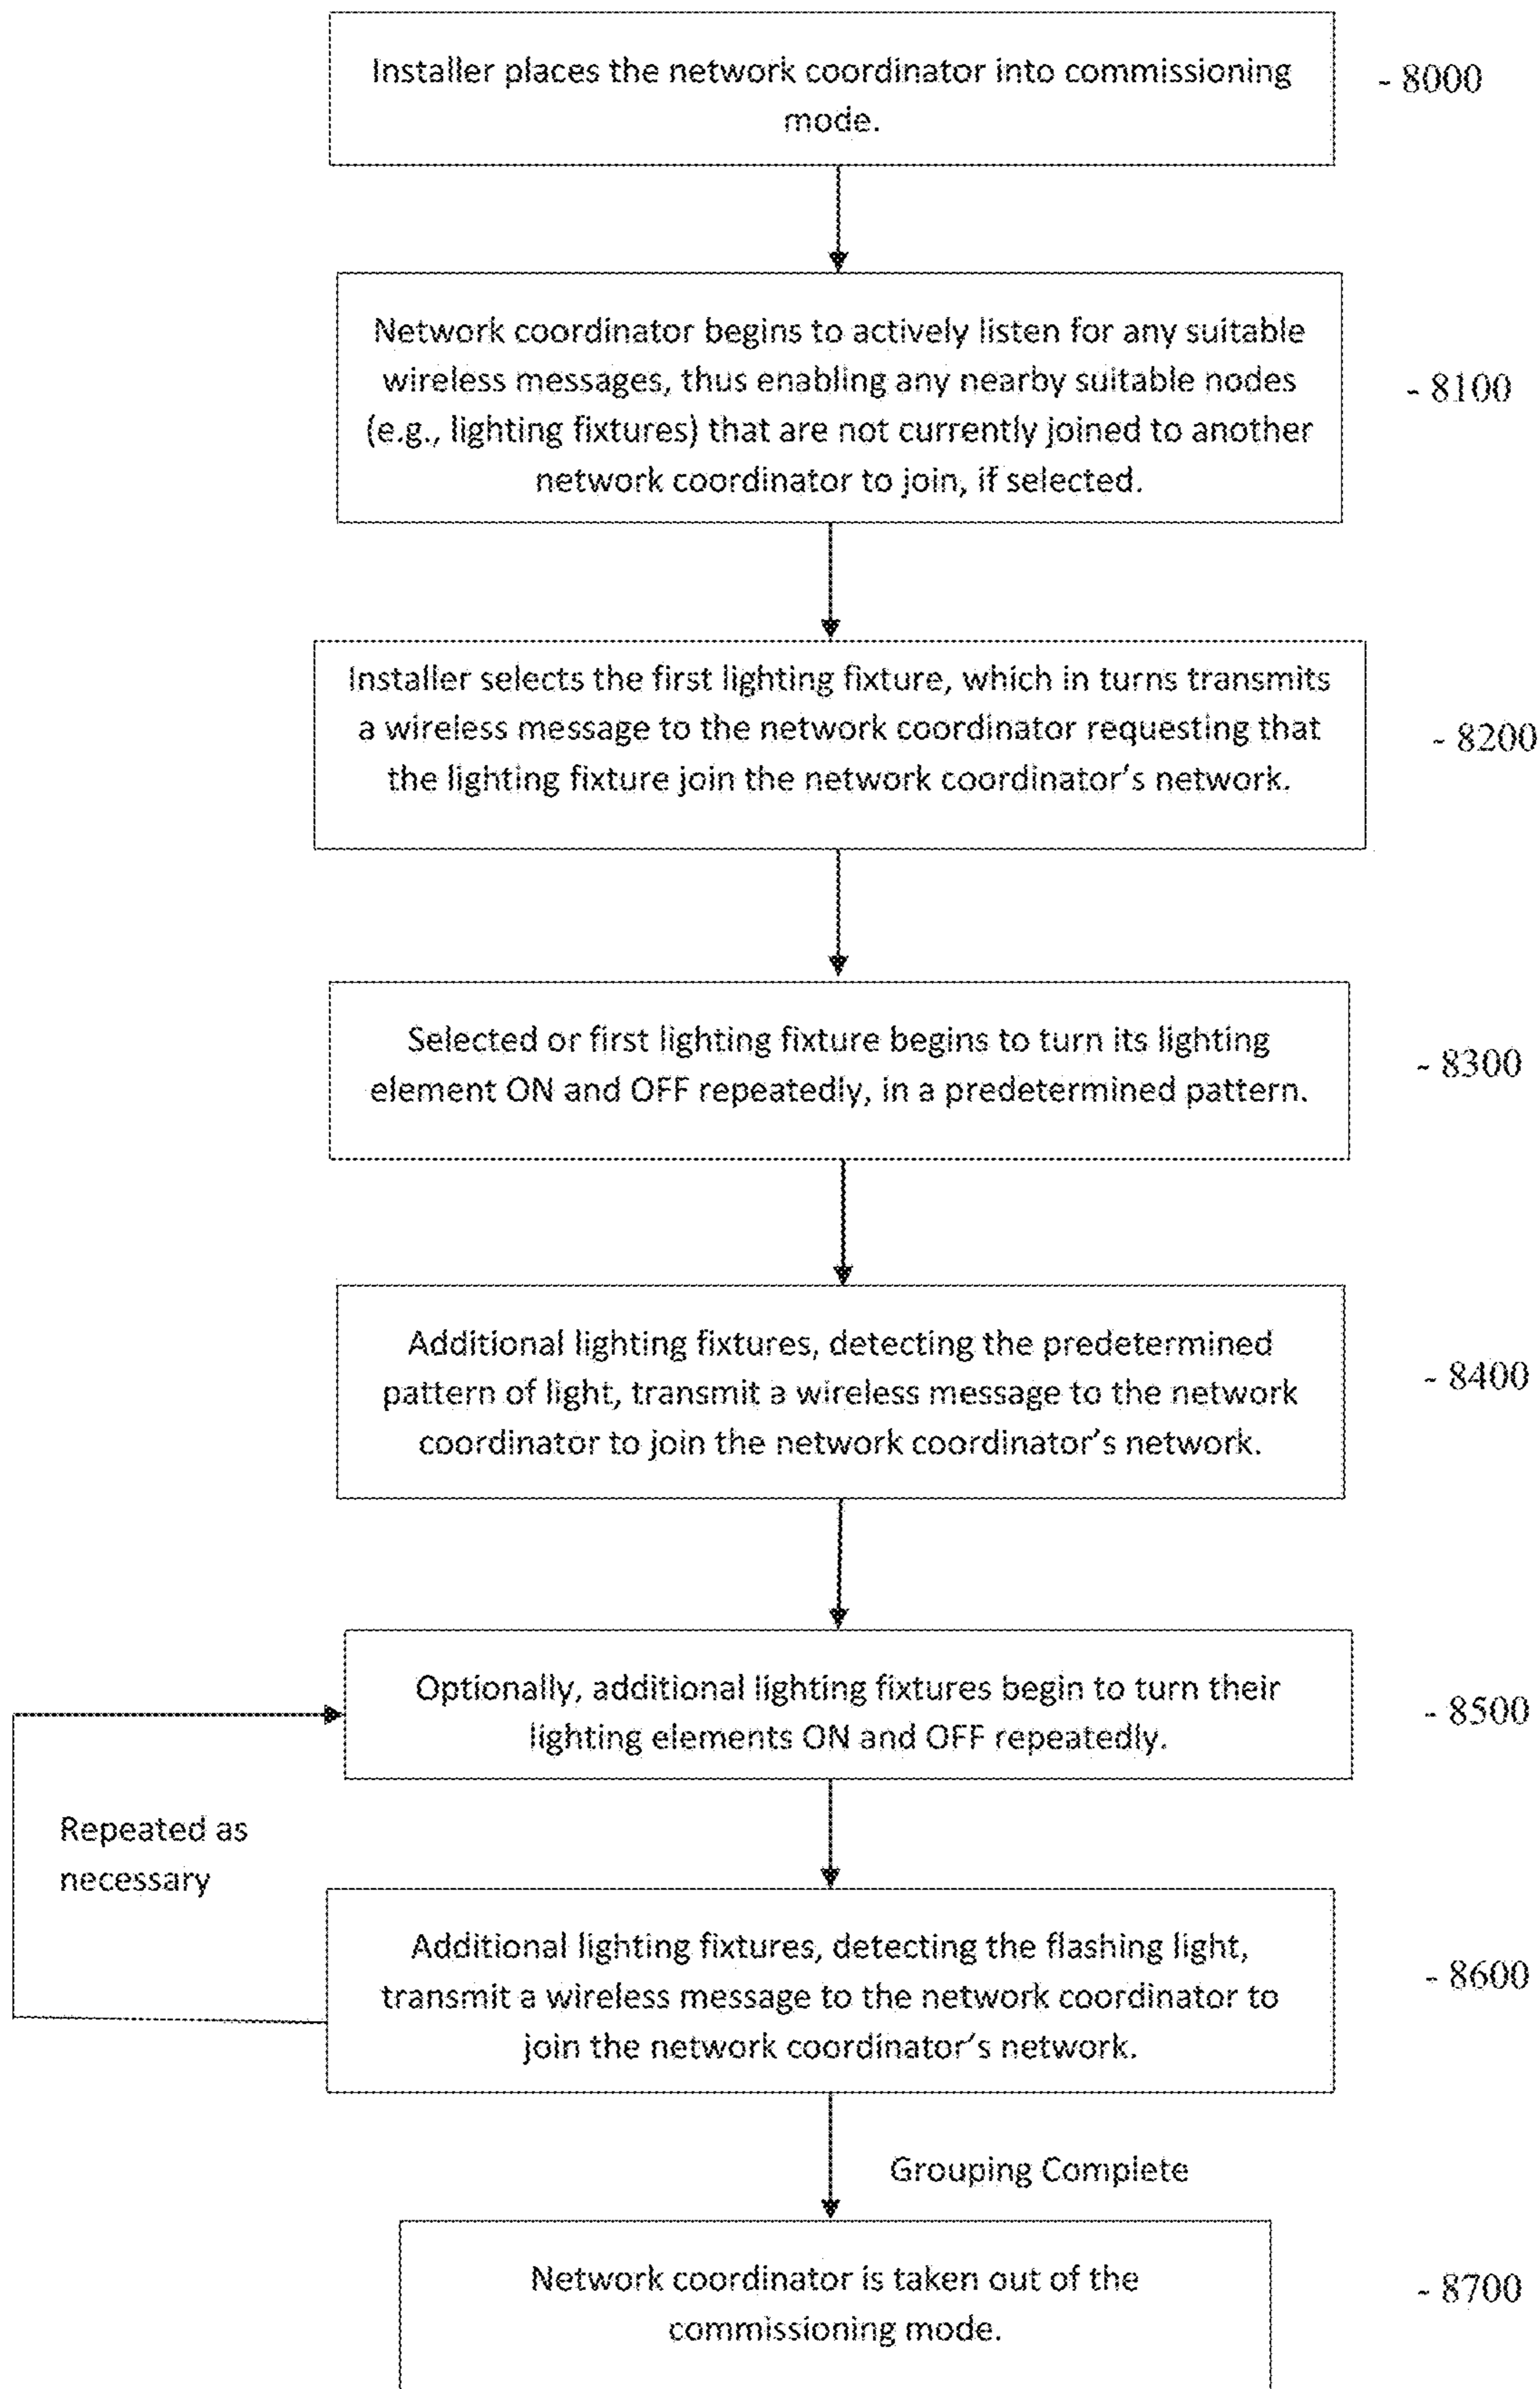 Installer places the network coordinator into commissioning
mode.
- 8000
Network coordinator begins to actively listen for any suitable
wireless messages, thus enabling any nearby suitable nodes
(e.g., lighting fixtures) that are not currently joined to another
network coordinator to join, if selected.
- 8100
Installer selects the first lighting fixture, which in turns transmits
a wireless message to the network coordinator requesting that
the lighting fixture join the network coordinator's network.
- 8200
Selected or first lighting fixture begins to turn its lighting
element ON and OFF repeatedly, in a predetermined pattern.
- 8300
Additional lighting fixtures, detecting the predetermined
pattern of light, transmit a wireless message to the network
coordinator to join the network coordinator's network.
- 8400
Optionally, additional lighting fixtures begin to turn their
lighting elements ON and OFF repeatedly.
- 8500
Repeated as
necessary
Additional lighting fixtures, detecting the flashing light,
transmit a wireless message to the network coordinator to
join the network coordinator's network.
- 8600
Grouping Complete
Network coordinator is taken out of the
commissioning mode.
- 8700